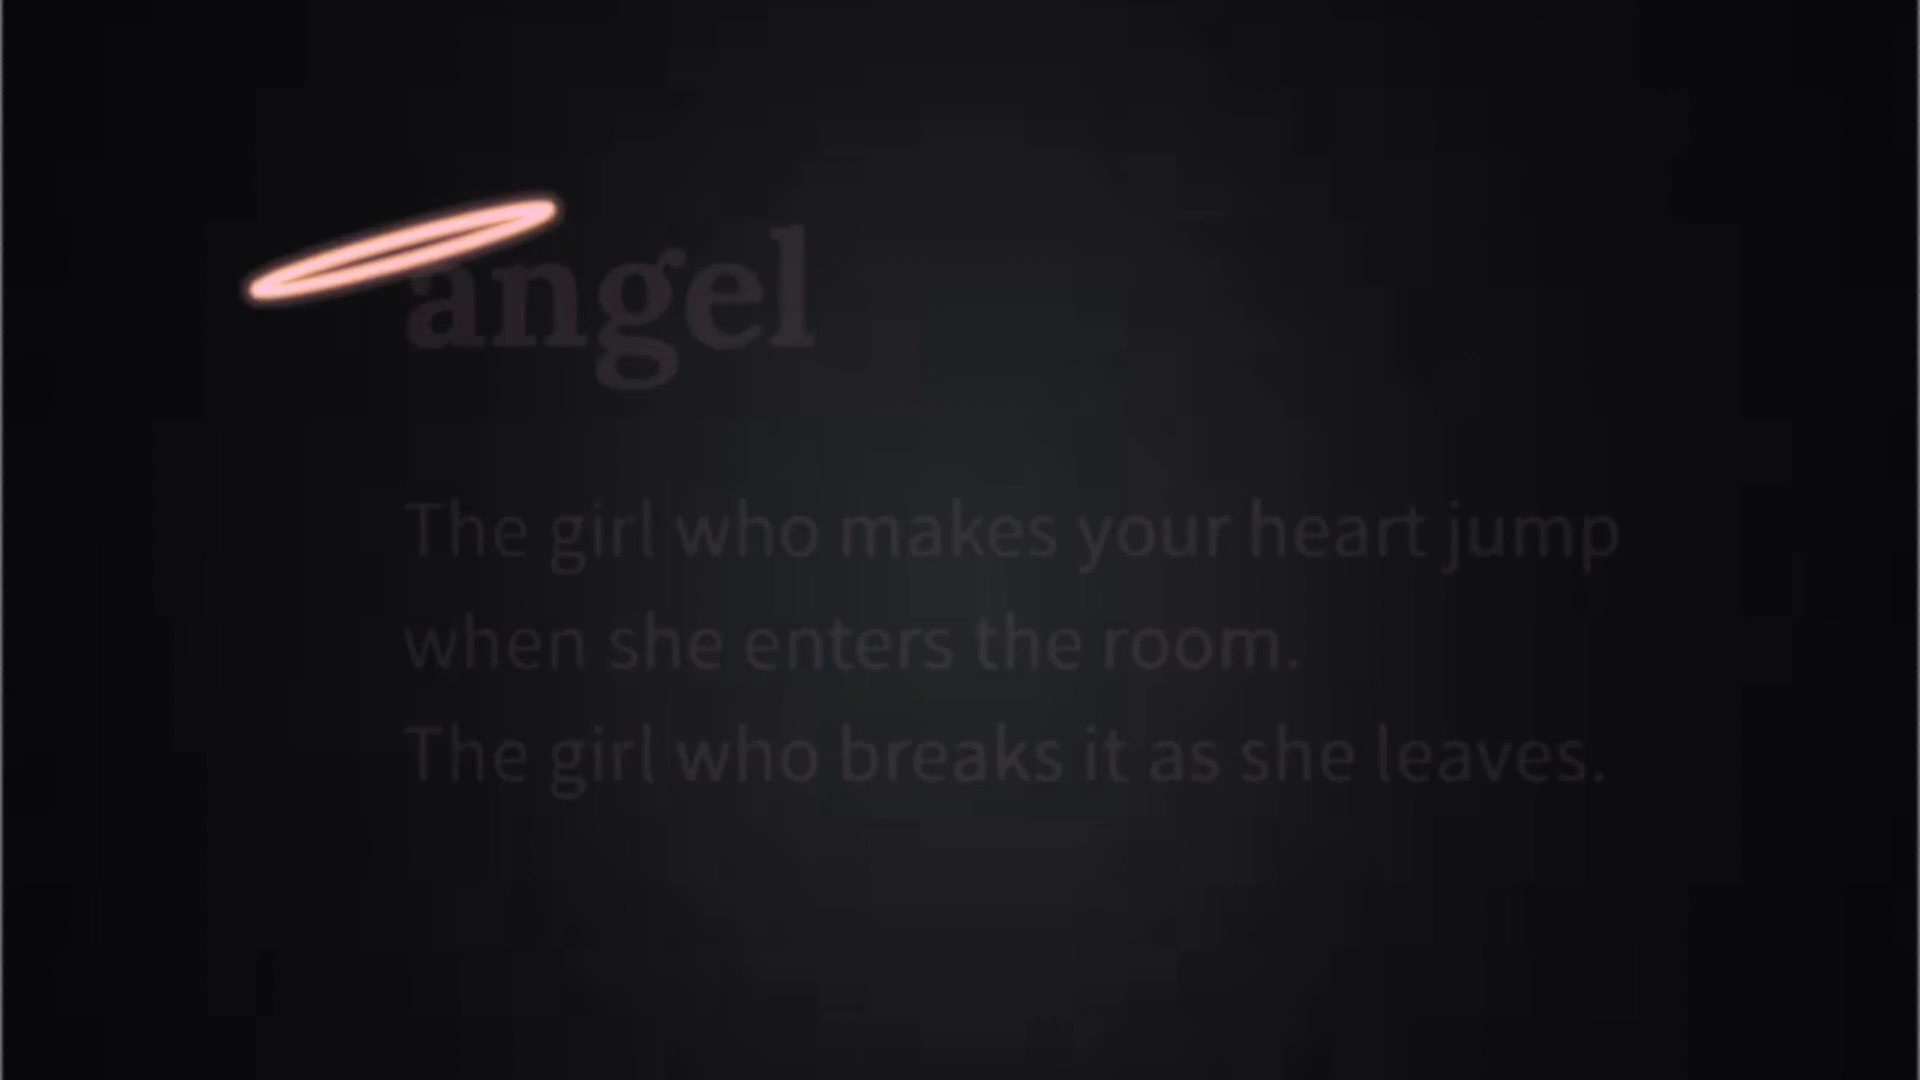 angel
The girl who makes your heart jump
when she enters the room.
The girl who breaks it as she leaves.